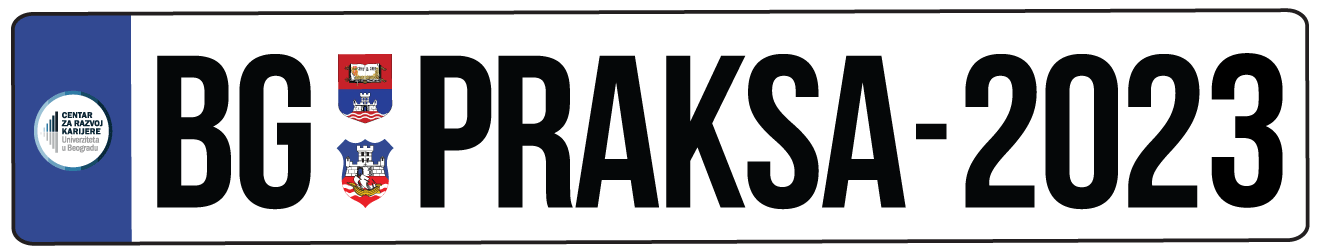 CENTAR
ZA RAZVOJ
KARIJERE
Univerziteta
u Beogradu
BG PRAKSA-2023